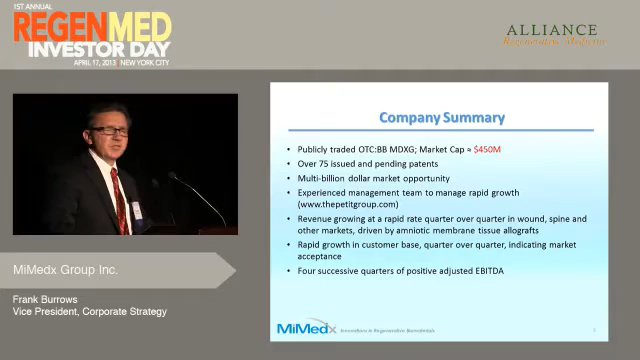 1ST ANNUAL
REGENMED
INVESTOR DAY
APRIL 17, 2013 | NEW YORK CITY
ALLIANCE
Regenerative Medicine
Company Summary
• Publicly traded OTC:BB MDXG; Market Cap ≈ $450M
• Over 75 issued and pending patents
• Multi-billion dollar market opportunity
• Experienced management team to manage rapid growth
(www.thepetitgroup.com)
• Revenue growing at a rapid rate quarter over quarter in wound, spine and
other markets, driven by amniotic membrane tissue allografts
• Rapid growth in customer base, quarter over quarter, indicating market
acceptance
• Four successive quarters of positive adjusted EBITDA
MiMedx Group Inc.
Frank Burrows
Vice President, Corporate Strategy
MiMedx
Innovations in Regenerative Biomaterials